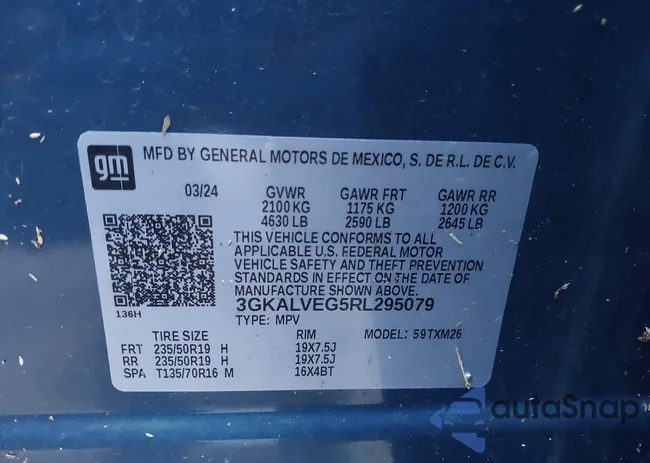 gm
MFD BY GENERAL MOTORS DE MEXICO, S. DE R.L. DE C.V.
03/24 GVWR GAWR FRT GAWR RR
2100 KG 1175 KG 1200 KG
4630 LB 2590 LB 2645 LB
THIS VEHICLE CONFORMS TO ALL
APPLICABLE U.S. FEDERAL MOTOR
VEHICLE SAFETY AND THEFT PREVENTION
STANDARDS IN EFFECT ON THE DATE OF
MANUFACTURE SHOWN ABOVE.
3GKALVEG5RL295079
136H
TYPE: MPV MODEL: 59TXM26
TIRE SIZE RIM
FRT 235/50R19 H 19X7.5J
RR 235/50R19 H 19X7.5J
SPA T135/70R16 M 16X4BT
autoSnap